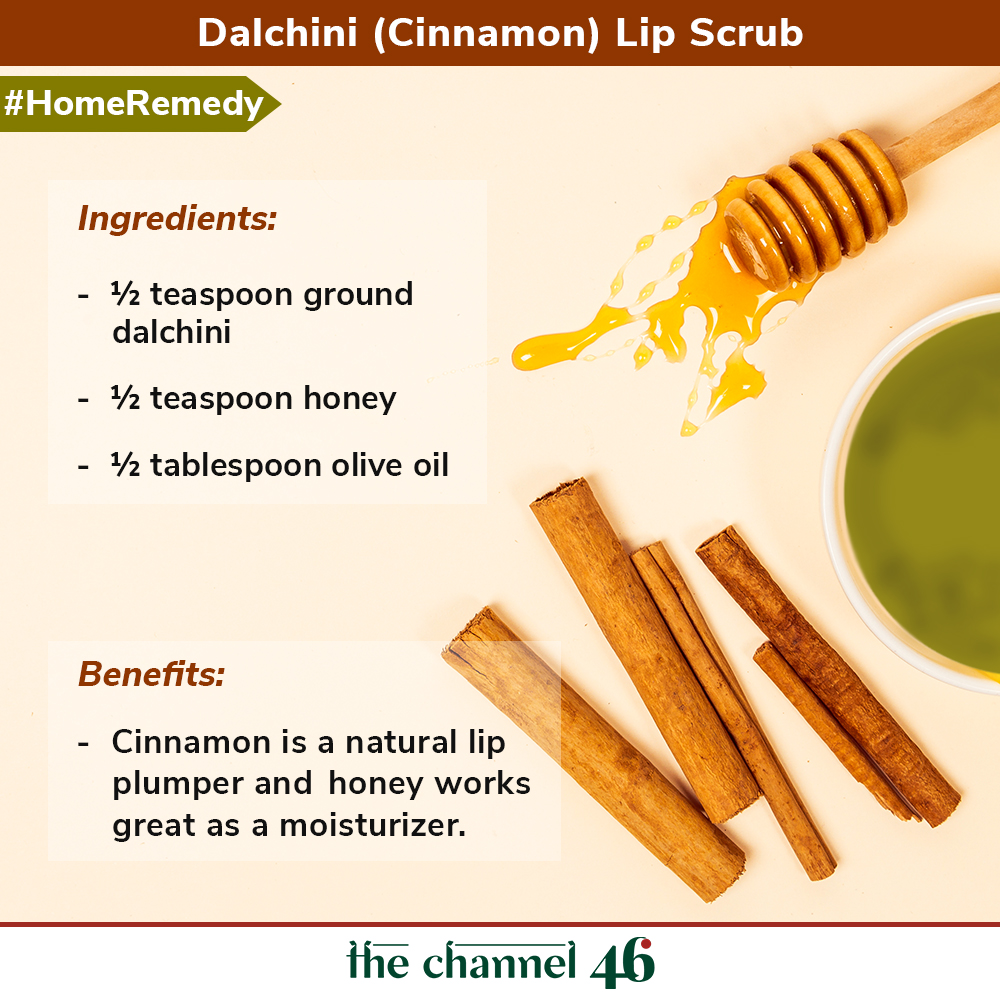 Dalchini (Cinnamon) Lip Scrub
#HomeRemedy
Ingredients:
- ½ teaspoon ground
dalchini
- ½ teaspoon honey
- ½ tablespoon olive oil
Benefits:
- Cinnamon is a natural lip
plumper and honey works
great as a moisturizer.
the channel 46